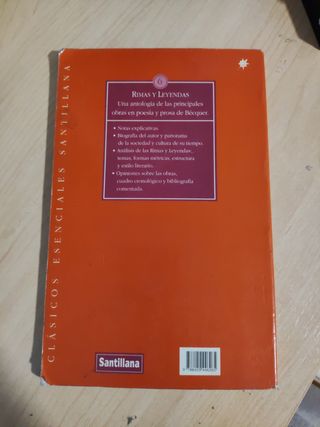 6
RIMAS Y LEYENDAS
Una antología de las principales
obras en poesía y prosa de Bécquer.
• Notas explicativas.
• Biografía del autor y panorama
de la sociedad y cultura de su tiempo.
• Análisis de las Rimas y Leyendas:
temas, formas métricas, estructura
y estilo literario.
• Opiniones sobre las obras,
cuadro cronológico y bibliografía
comentada.
CLÁSICOS ESENCIALES SANTILLANA
Santillana